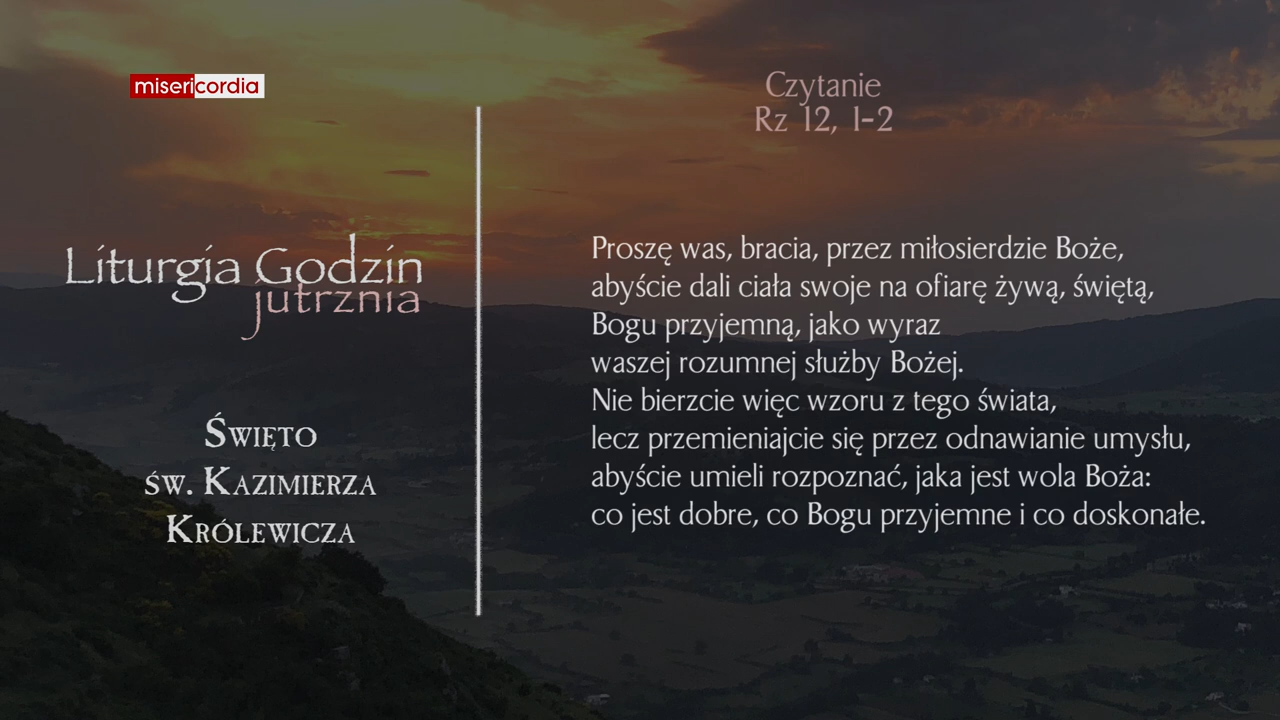 misericordia
Liturgia Godzin
jutrznia
Święto
św. Kazimierza
Królewicza
Czytanie
Rz 12, 1-2
Proszę was, bracia, przez miłosierdzie Boże,
abyście dali ciała swoje na ofiarę żywą, świętą,
Bogu przyjemną, jako wyraz
waszej rozumnej służby Bożej.
Nie bierzcie więc wzoru z tego świata,
lecz przemieniajcie się przez odnawianie umysłu,
abyście umieli rozpoznać, jaka jest wola Boża:
co jest dobre, co Bogu przyjemne i co doskonałe.